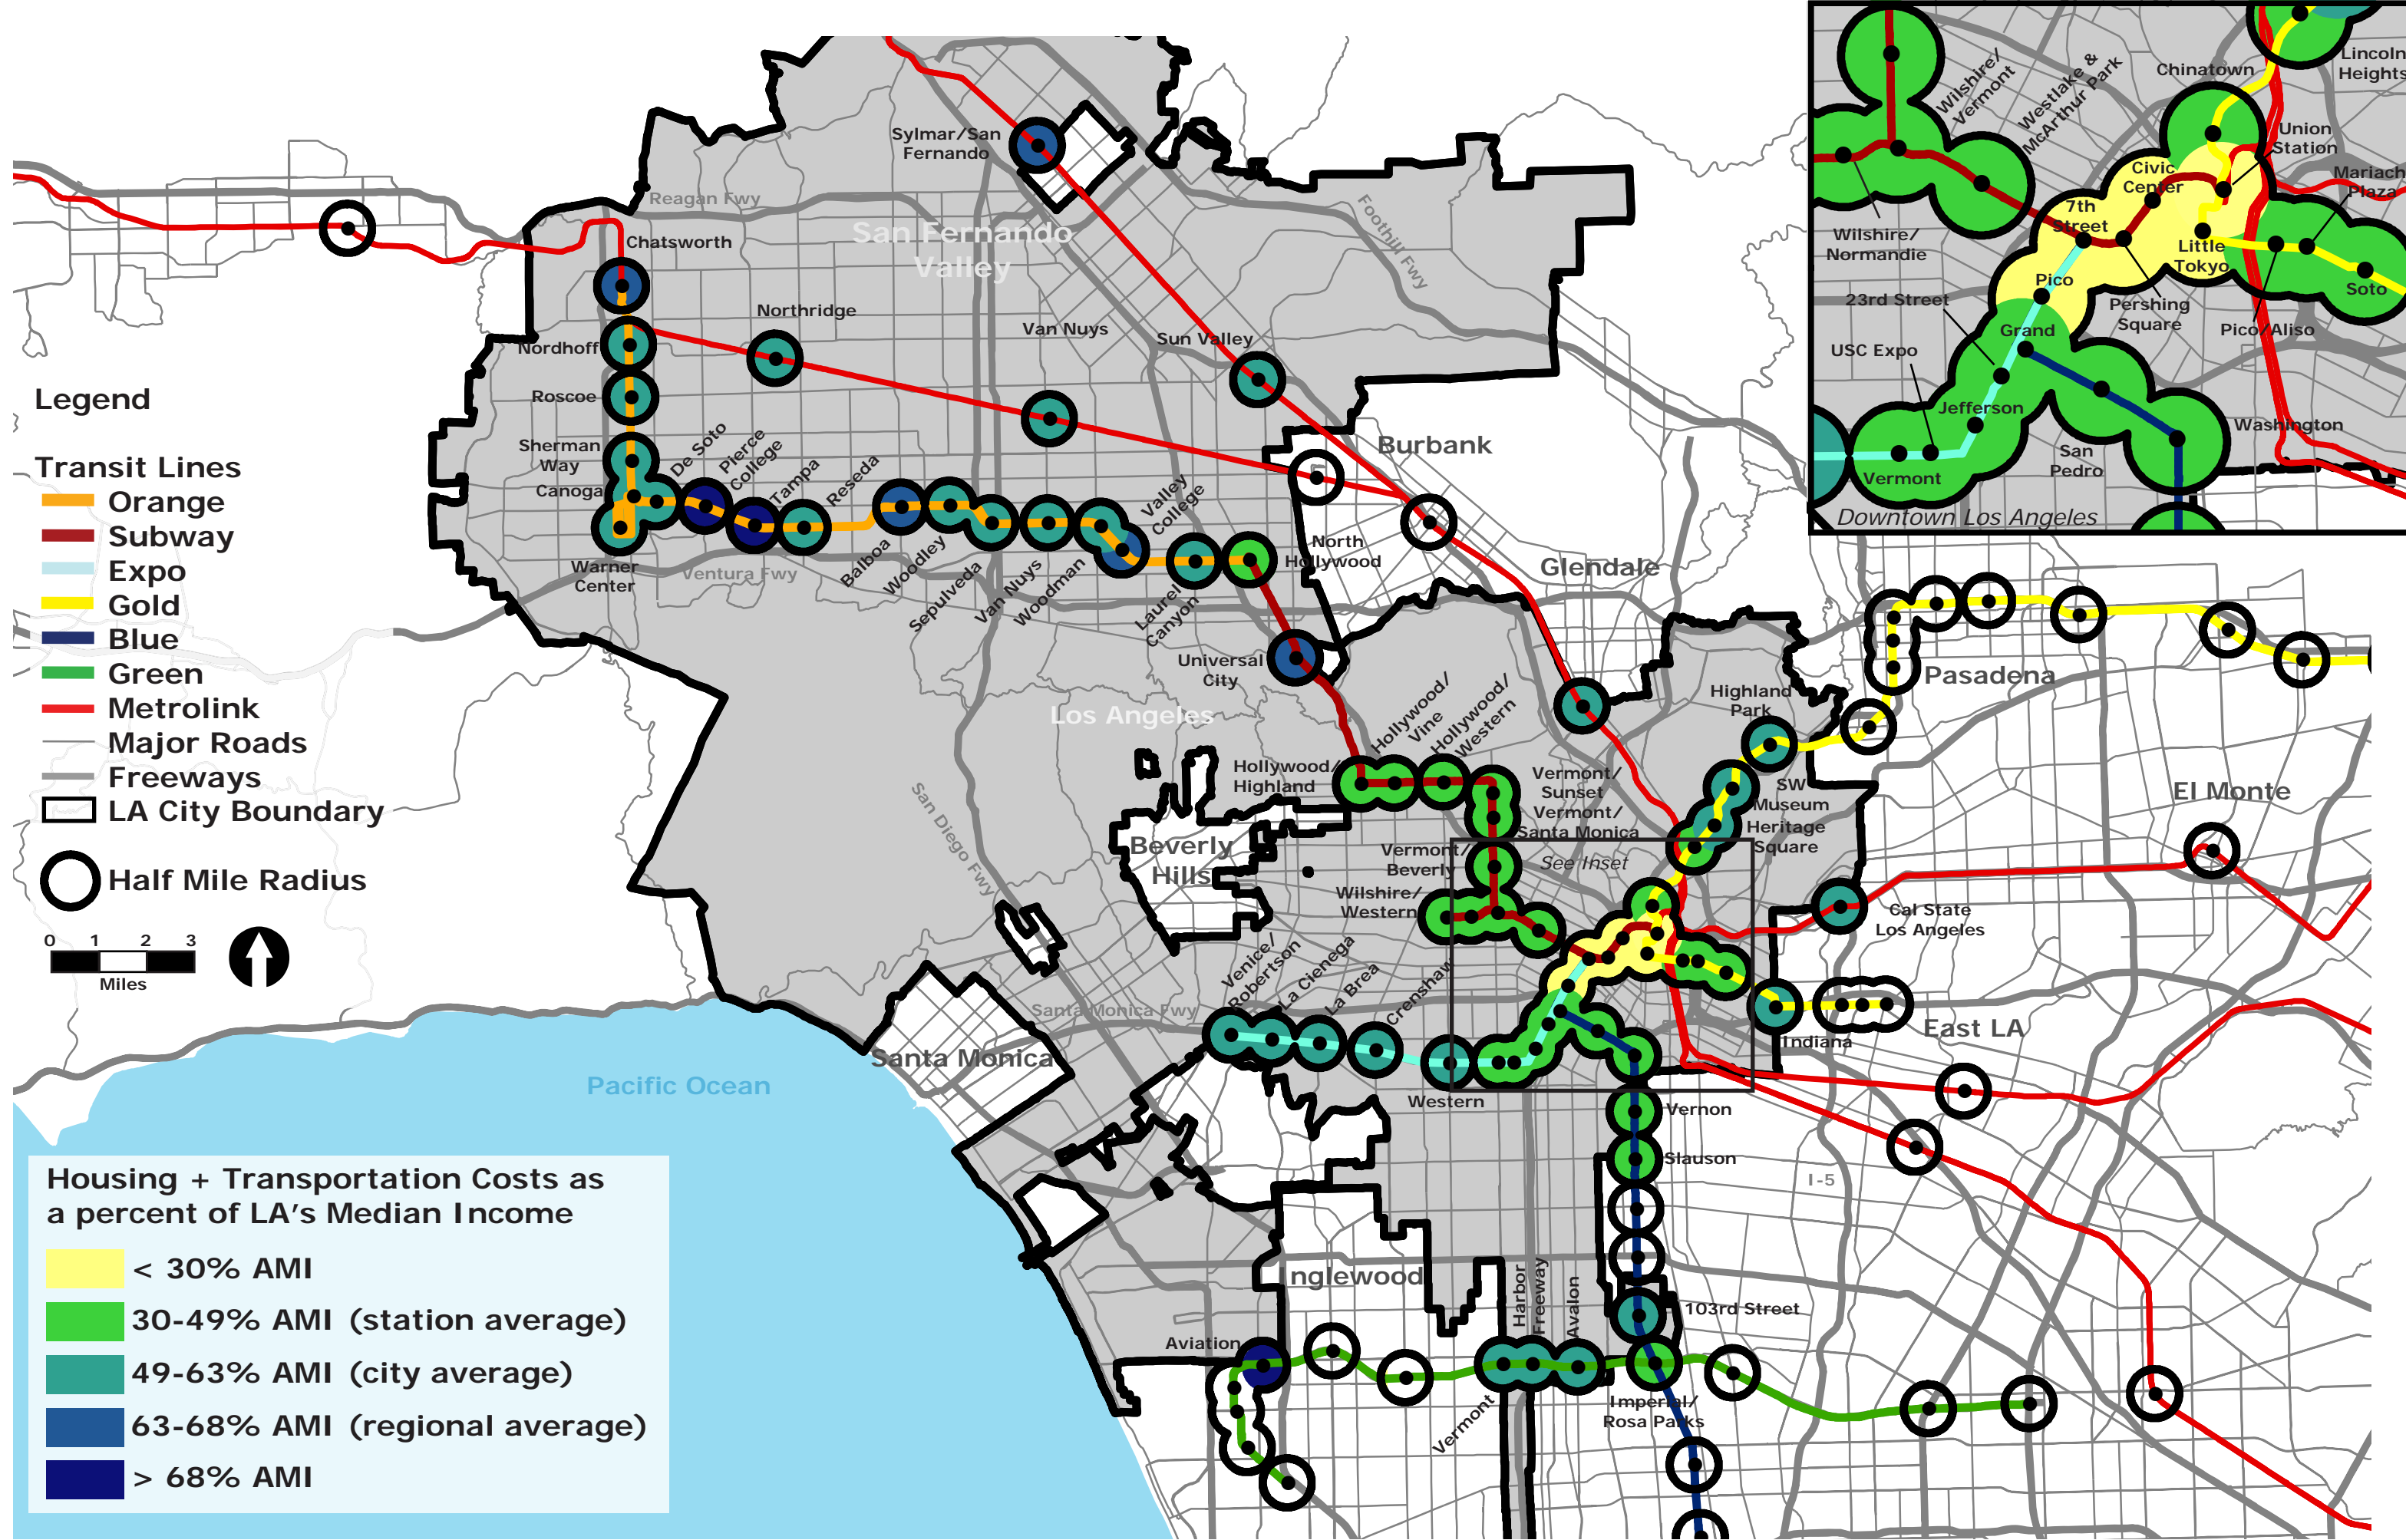 Sylmar/San
Fernando
Reagan Fwy
San Fernando
Valley
Foothill Fwy
Chatsworth
Northridge
Nordhoff
Van Nuys
Sun Valley
Roscoe
Sherman
Way
De Soto
Pierce
College
Tampa
Reseda
Canoga
Valley
College
Burbank
Warner
Center
Ventura Fwy
Balboa
Woodley
Sepulveda
Van Nuys
Woodman
Laurel
Canyon
North
Hollywood
Glendale
Universal
City
Los Angeles
Hollywood/
Vine
Hollywood/
Western
Hollywood/
Highland
Vermont/
Sunset
Vermont/
Santa Monica
Highland
Park
SW
Museum
Heritage
Square
Pasadena
El Monte
San Diego Fwy
Beverly
Hills
Vermont/
Beverly
See Inset
Wilshire/
Western
Cal State
Los Angeles
Venice/
Robertson
La Cienega
La Brea
Crenshaw
Santa Monica Fwy
Santa Monica
Pacific Ocean
Western
Indiana
East LA
Vernon
Slauson
I-5
Inglewood
Harbor
Freeway
Avalon
103rd Street
Aviation
Vermont
Imperial/
Rosa Parks
Wilshire/
Vermont
Westlake &
McArthur Park
Chinatown
Lincoln
Heights
Union
Station
Civic
Center
Mariach
Plaza
7th
Street
Wilshire/
Normandie
Little
Tokyo
Soto
Pico
23rd Street
Pershing
Square
Pico/Aliso
Grand
USC Expo
Jefferson
Washington
San
Pedro
Vermont
Downtown Los Angeles
Legend
Transit Lines
Orange
Subway
Expo
Gold
Blue
Green
Metrolink
Major Roads
Freeways
LA City Boundary
Half Mile Radius
0 1 2 3
Miles
Housing + Transportation Costs as
a percent of LA’s Median Income
< 30% AMI
30-49% AMI (station average)
49-63% AMI (city average)
63-68% AMI (regional average)
> 68% AMI